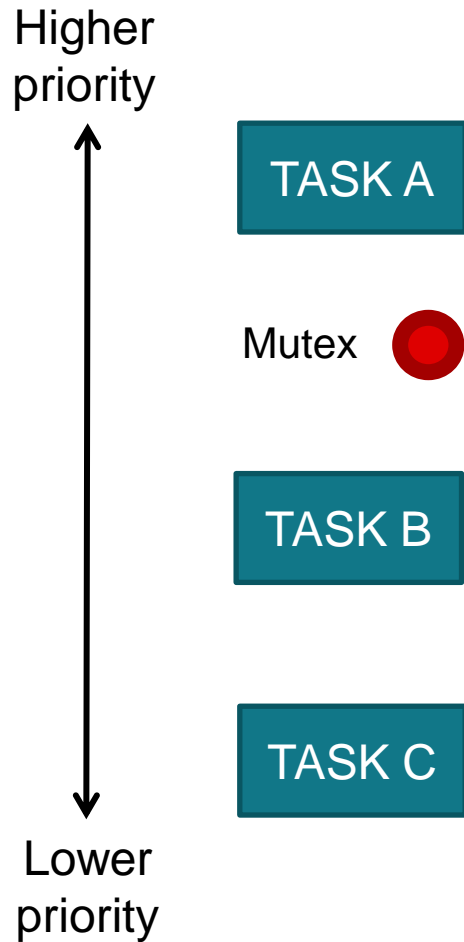 Higher
priority
TASK A
Mutex
TASK B
TASK C
Lower
priority